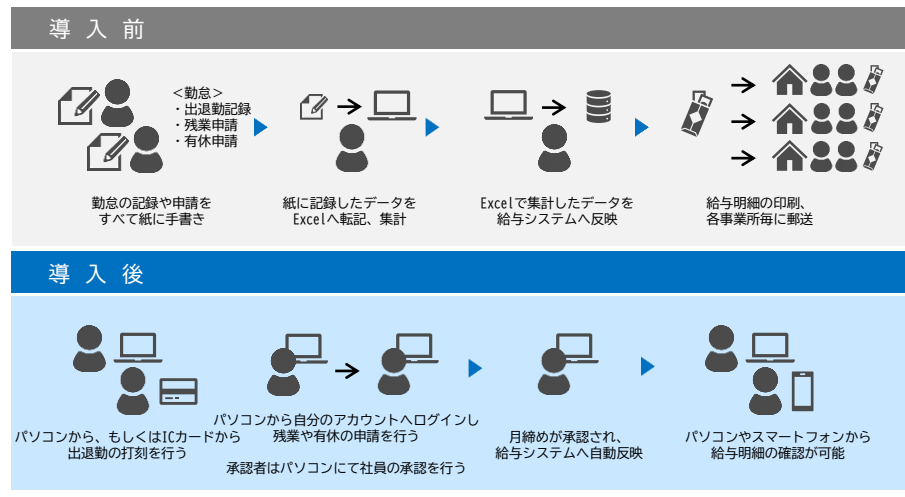 導入前
＜勤怠＞
・出退勤記録
・残業申請
・有休申請
勤怠の記録や申請を
すべて紙に手書き
紙に記録したデータを
Excelへ転記、集計
Excelで集計したデータを
給与システムへ反映
給与明細の印刷、
各事業所毎に郵送
導入後
パソコンから、もしくはICカードから
出退勤の打刻を行う
パソコンから自分のアカウントへログインし
残業や有休の申請を行う
承認者はパソコンにて社員の承認を行う
月締めが承認され、
給与システムへ自動反映
パソコンやスマートフォンから
給与明細の確認が可能